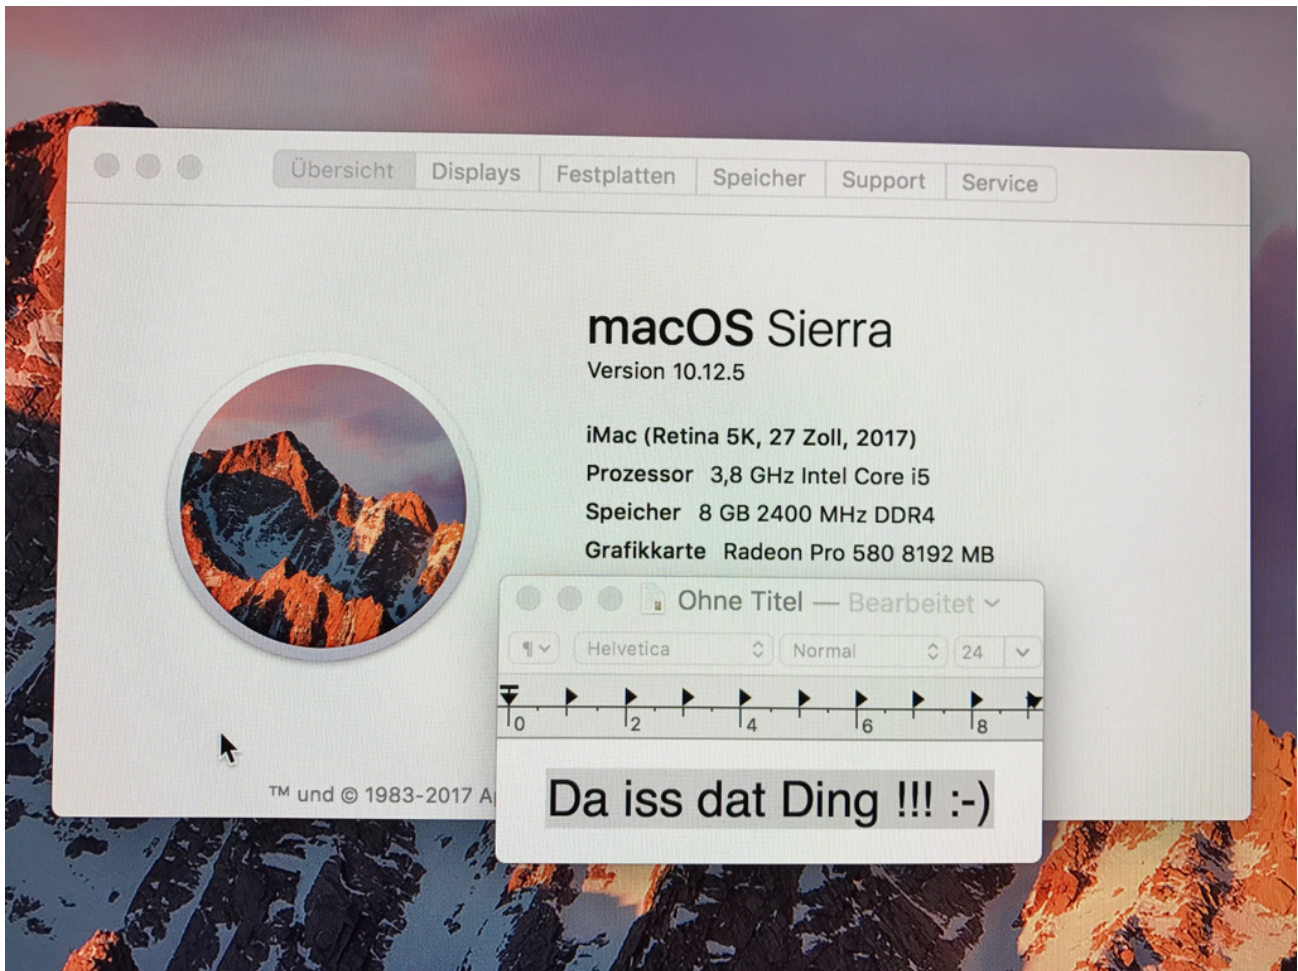 Übersicht Displays Festplatten Speicher Support Service
macOS Sierra
Version 10.12.5
iMac (Retina 5K, 27 Zoll, 2017)
Prozessor 3,8 GHz Intel Core i5
Speicher 8 GB 2400 MHz DDR4
Grafikkarte Radeon Pro 580 8192 MB
™ und © 1983-2017
Ohne Titel — Bearbeitet
¶ Helvetica Normal 24
0 2 4 6 8
Da iss dat Ding !!! :-)